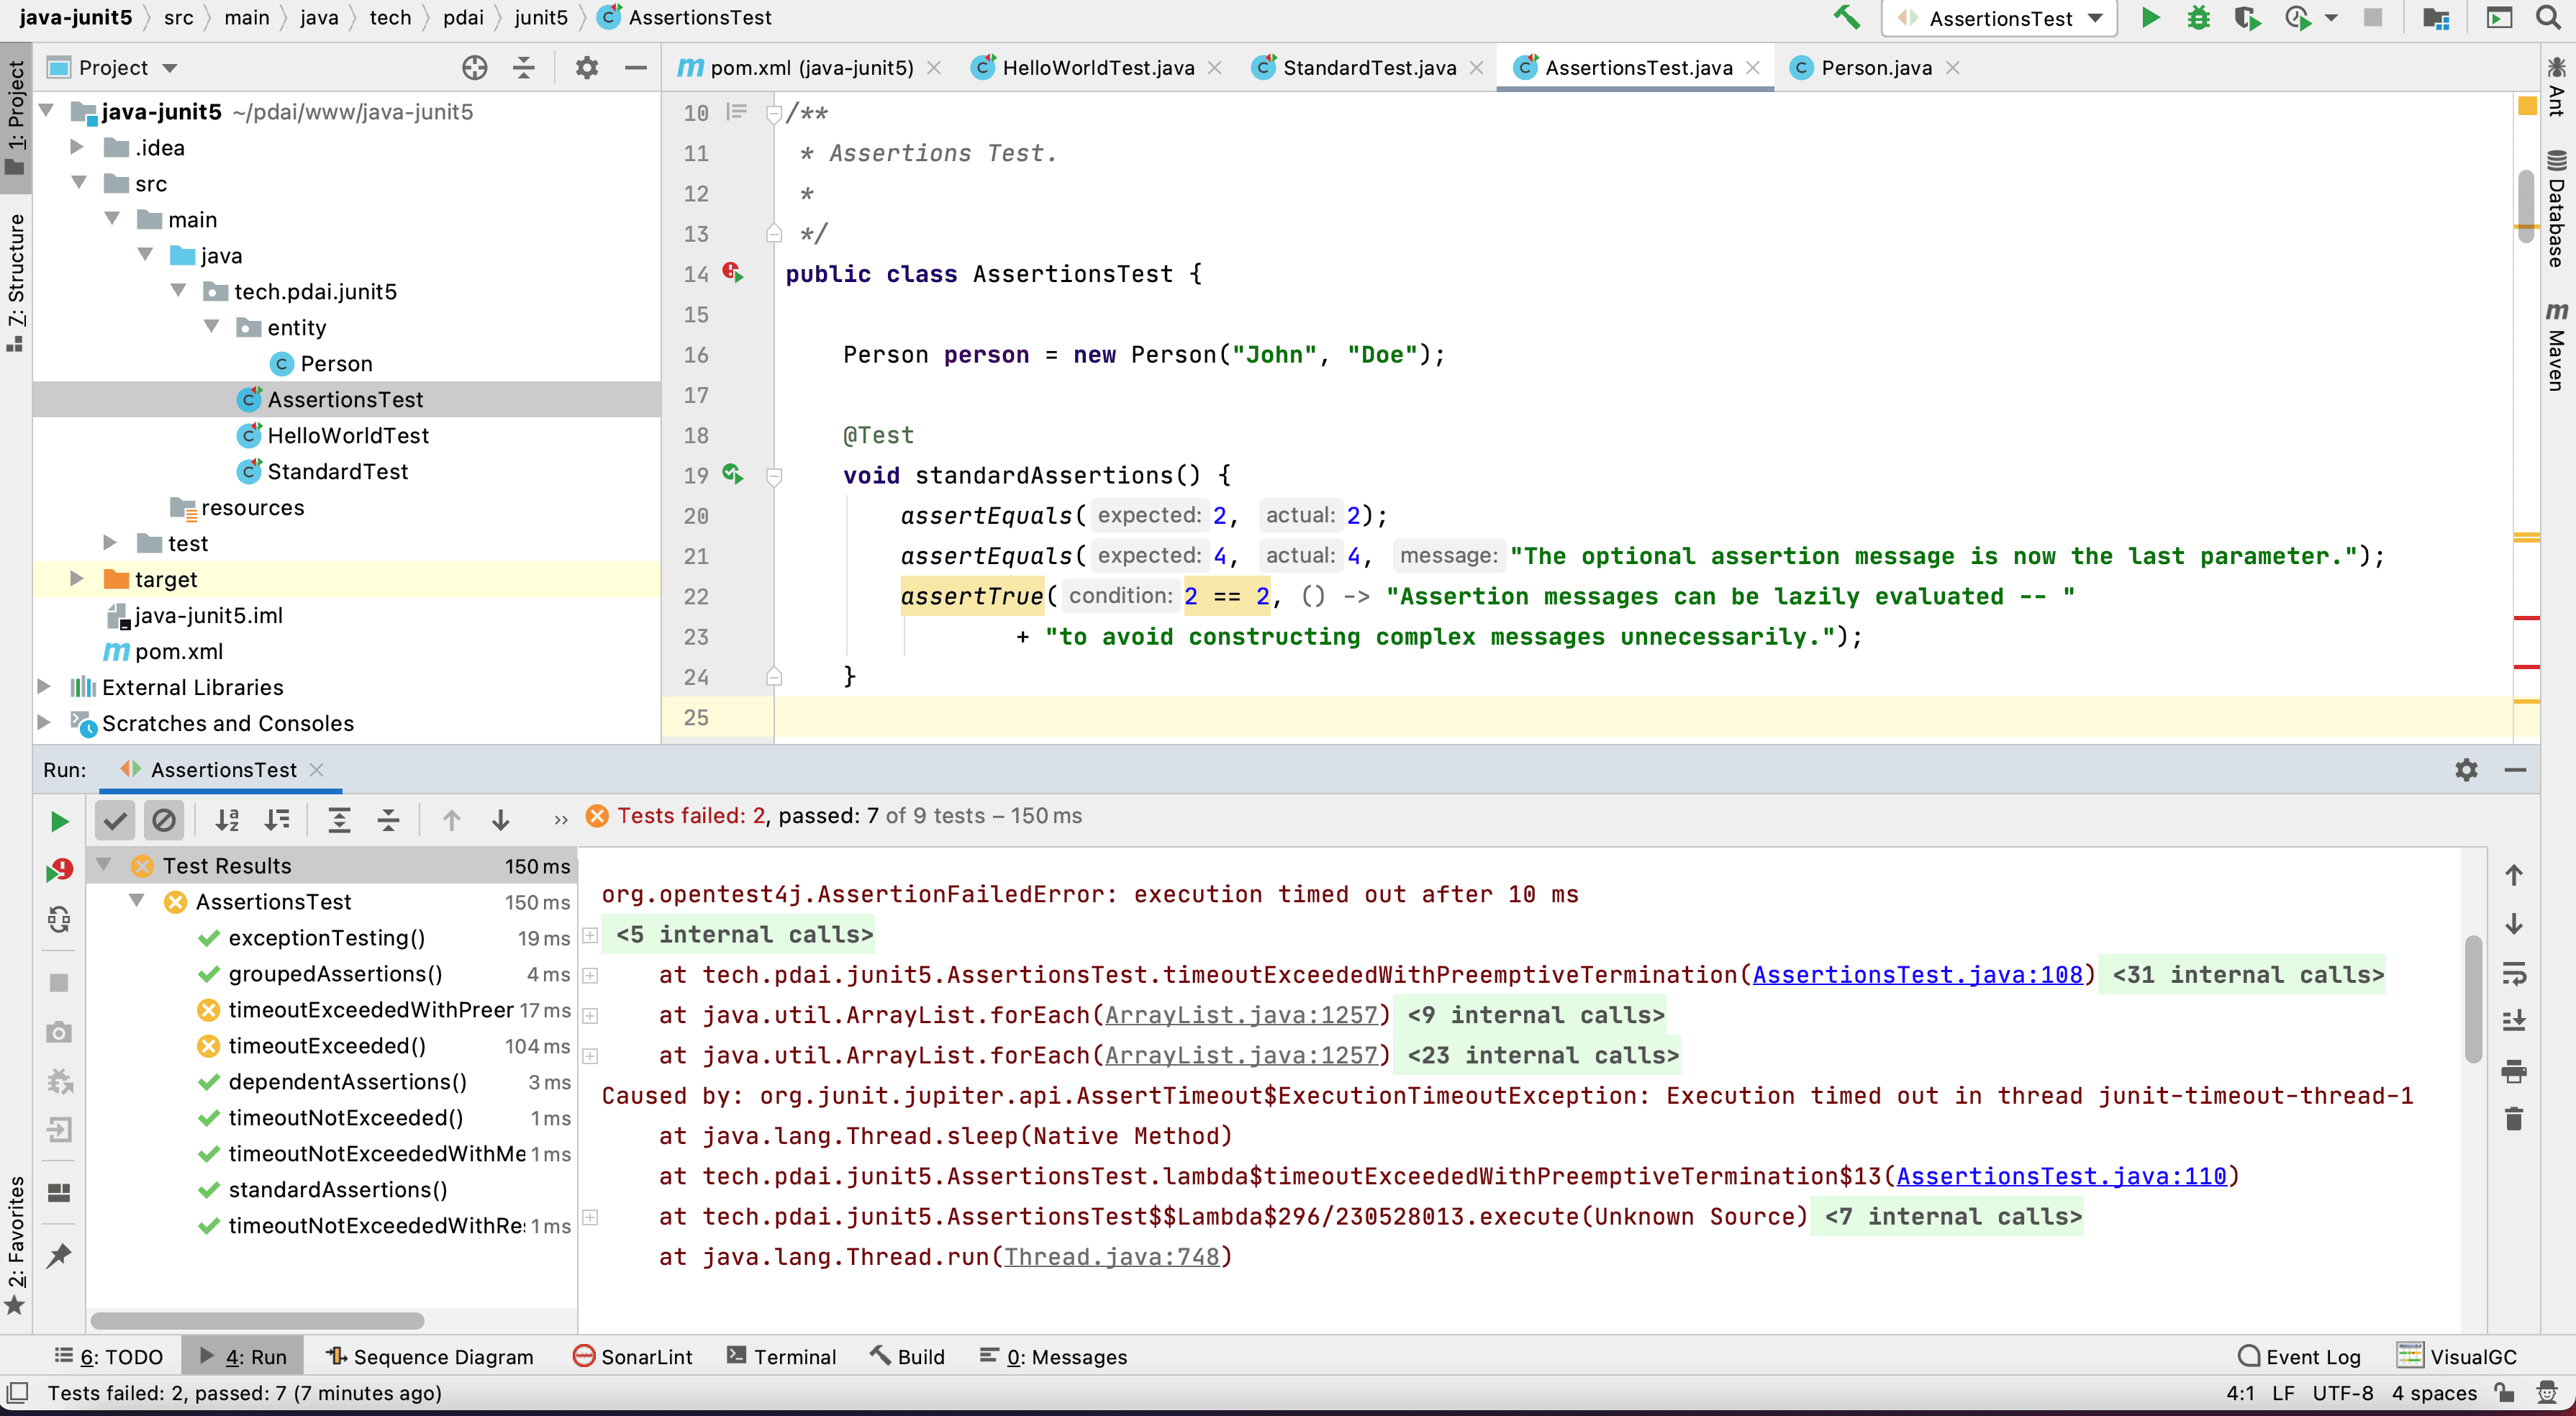 java-junit5 src main java tech pdai junit5 AssertionsTest
AssertionsTest
Project
pom.xml (java-junit5) HelloWorldTest.java StandardTest.java AssertionsTest.java Person.java
1: Project
7: Structure
2: Favorites
Ant
Database
Maven
java-junit5 ~/pdai/www/java-junit5
.idea
src
main
java
tech.pdai.junit5
entity
Person
AssertionsTest
HelloWorldTest
StandardTest
resources
test
target
java-junit5.iml
pom.xml
External Libraries
Scratches and Consoles
10 /**
11 * Assertions Test.
12 *
13 */
14 public class AssertionsTest {
15
16 Person person = new Person("John", "Doe");
17
18 @Test
19 void standardAssertions() {
20 assertEquals( expected: 2, actual: 2);
21 assertEquals( expected: 4, actual: 4, message: "The optional assertion message is now the last parameter.");
22 assertTrue( condition: 2 == 2, () -> "Assertion messages can be lazily evaluated -- "
23 + "to avoid constructing complex messages unnecessarily.");
24 }
25
Run: AssertionsTest
Tests failed: 2, passed: 7 of 9 tests – 150 ms
Test Results 150 ms
AssertionsTest 150 ms
exceptionTesting() 19 ms
groupedAssertions() 4 ms
timeoutExceededWithPreer 17 ms
timeoutExceeded() 104 ms
dependentAssertions() 3 ms
timeoutNotExceeded() 1 ms
timeoutNotExceededWithMe 1 ms
standardAssertions()
timeoutNotExceededWithRe: 1 ms
org.opentest4j.AssertionFailedError: execution timed out after 10 ms
<5 internal calls>
at tech.pdai.junit5.AssertionsTest.timeoutExceededWithPreemptiveTermination(AssertionsTest.java:108) <31 internal calls>
at java.util.ArrayList.forEach(ArrayList.java:1257) <9 internal calls>
at java.util.ArrayList.forEach(ArrayList.java:1257) <23 internal calls>
Caused by: org.junit.jupiter.api.AssertTimeout$ExecutionTimeoutException: Execution timed out in thread junit-timeout-thread-1
at java.lang.Thread.sleep(Native Method)
at tech.pdai.junit5.AssertionsTest.lambda$timeoutExceededWithPreemptiveTermination$13(AssertionsTest.java:110)
at tech.pdai.junit5.AssertionsTest$$Lambda$296/230528013.execute(Unknown Source) <7 internal calls>
at java.lang.Thread.run(Thread.java:748)
6: TODO 4: Run Sequence Diagram SonarLint Terminal Build 0: Messages Event Log VisualGC
Tests failed: 2, passed: 7 (7 minutes ago) 4:1 LF UTF-8 4 spaces